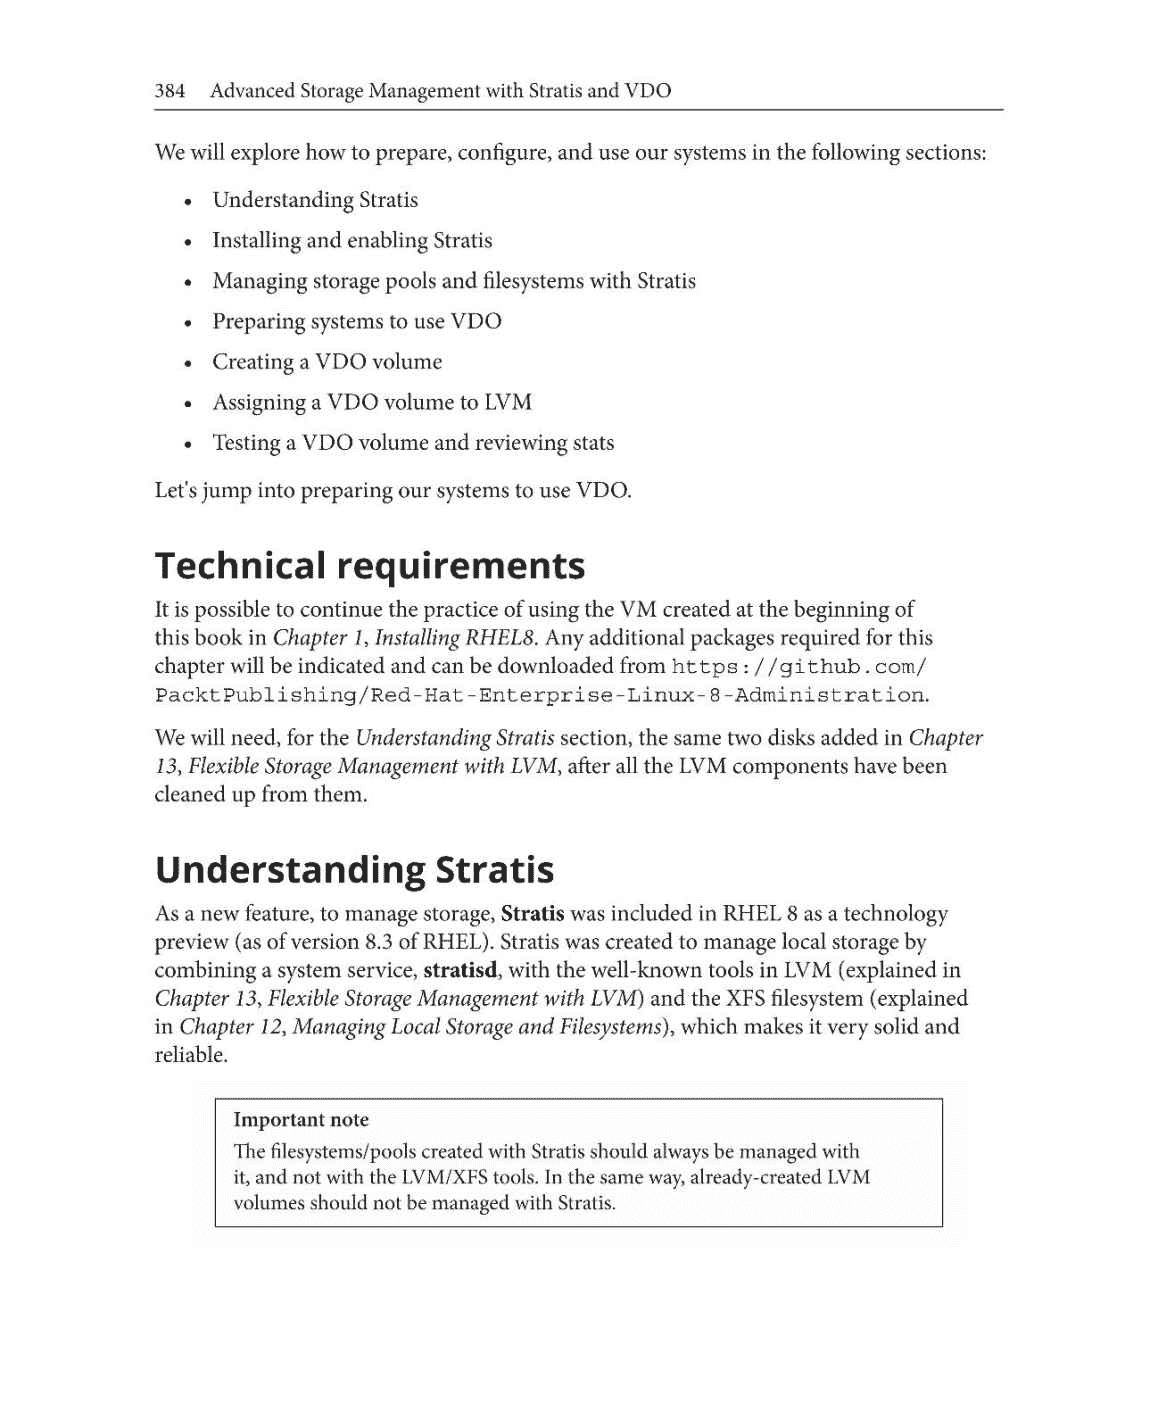 384 Advanced Storage Management with Stratis and VDO
We will explore how to prepare, configure, and use our systems in the following sections:
• Understanding Stratis
• Installing and enabling Stratis
• Managing storage pools and filesystems with Stratis
• Preparing systems to use VDO
• Creating a VDO volume
• Assigning a VDO volume to LVM
• Testing a VDO volume and reviewing stats
Let's jump into preparing our systems to use VDO.
Technical requirements
It is possible to continue the practice of using the VM created at the beginning of
this book in Chapter 1, Installing RHEL8. Any additional packages required for this
chapter will be indicated and can be downloaded from https://github.com/
PacktPublishing/Red-Hat-Enterprise-Linux-8-Administration.
We will need, for the Understanding Stratis section, the same two disks added in Chapter
13, Flexible Storage Management with LVM, after all the LVM components have been
cleaned up from them.
Understanding Stratis
As a new feature, to manage storage, Stratis was included in RHEL 8 as a technology
preview (as of version 8.3 of RHEL). Stratis was created to manage local storage by
combining a system service, stratisd, with the well-known tools in LVM (explained in
Chapter 13, Flexible Storage Management with LVM) and the XFS filesystem (explained
in Chapter 12, Managing Local Storage and Filesystems), which makes it very solid and
reliable.
Important note
The filesystems/pools created with Stratis should always be managed with
it, and not with the LVM/XFS tools. In the same way, already-created LVM
volumes should not be managed with Stratis.